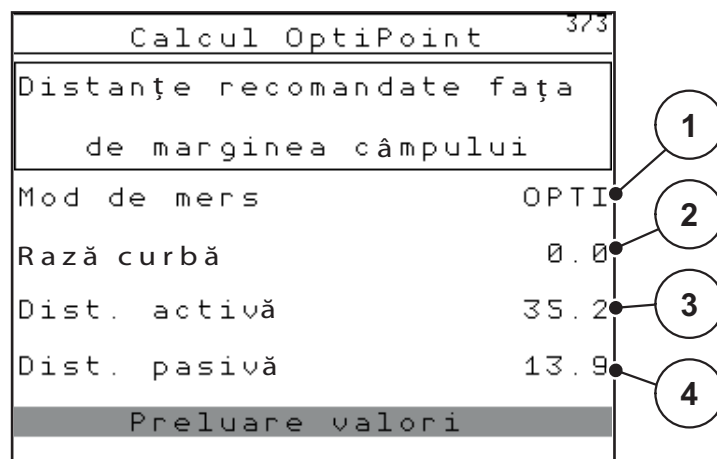 Calcul OptiPoint 3/3
Distanțe recomandate fața
de marginea câmpului
Mod de mers OPTI
Rază curbă 0.0
Dist. activă 35.2
Dist. pasivă 13.9
Preluare valori
1
2
3
4